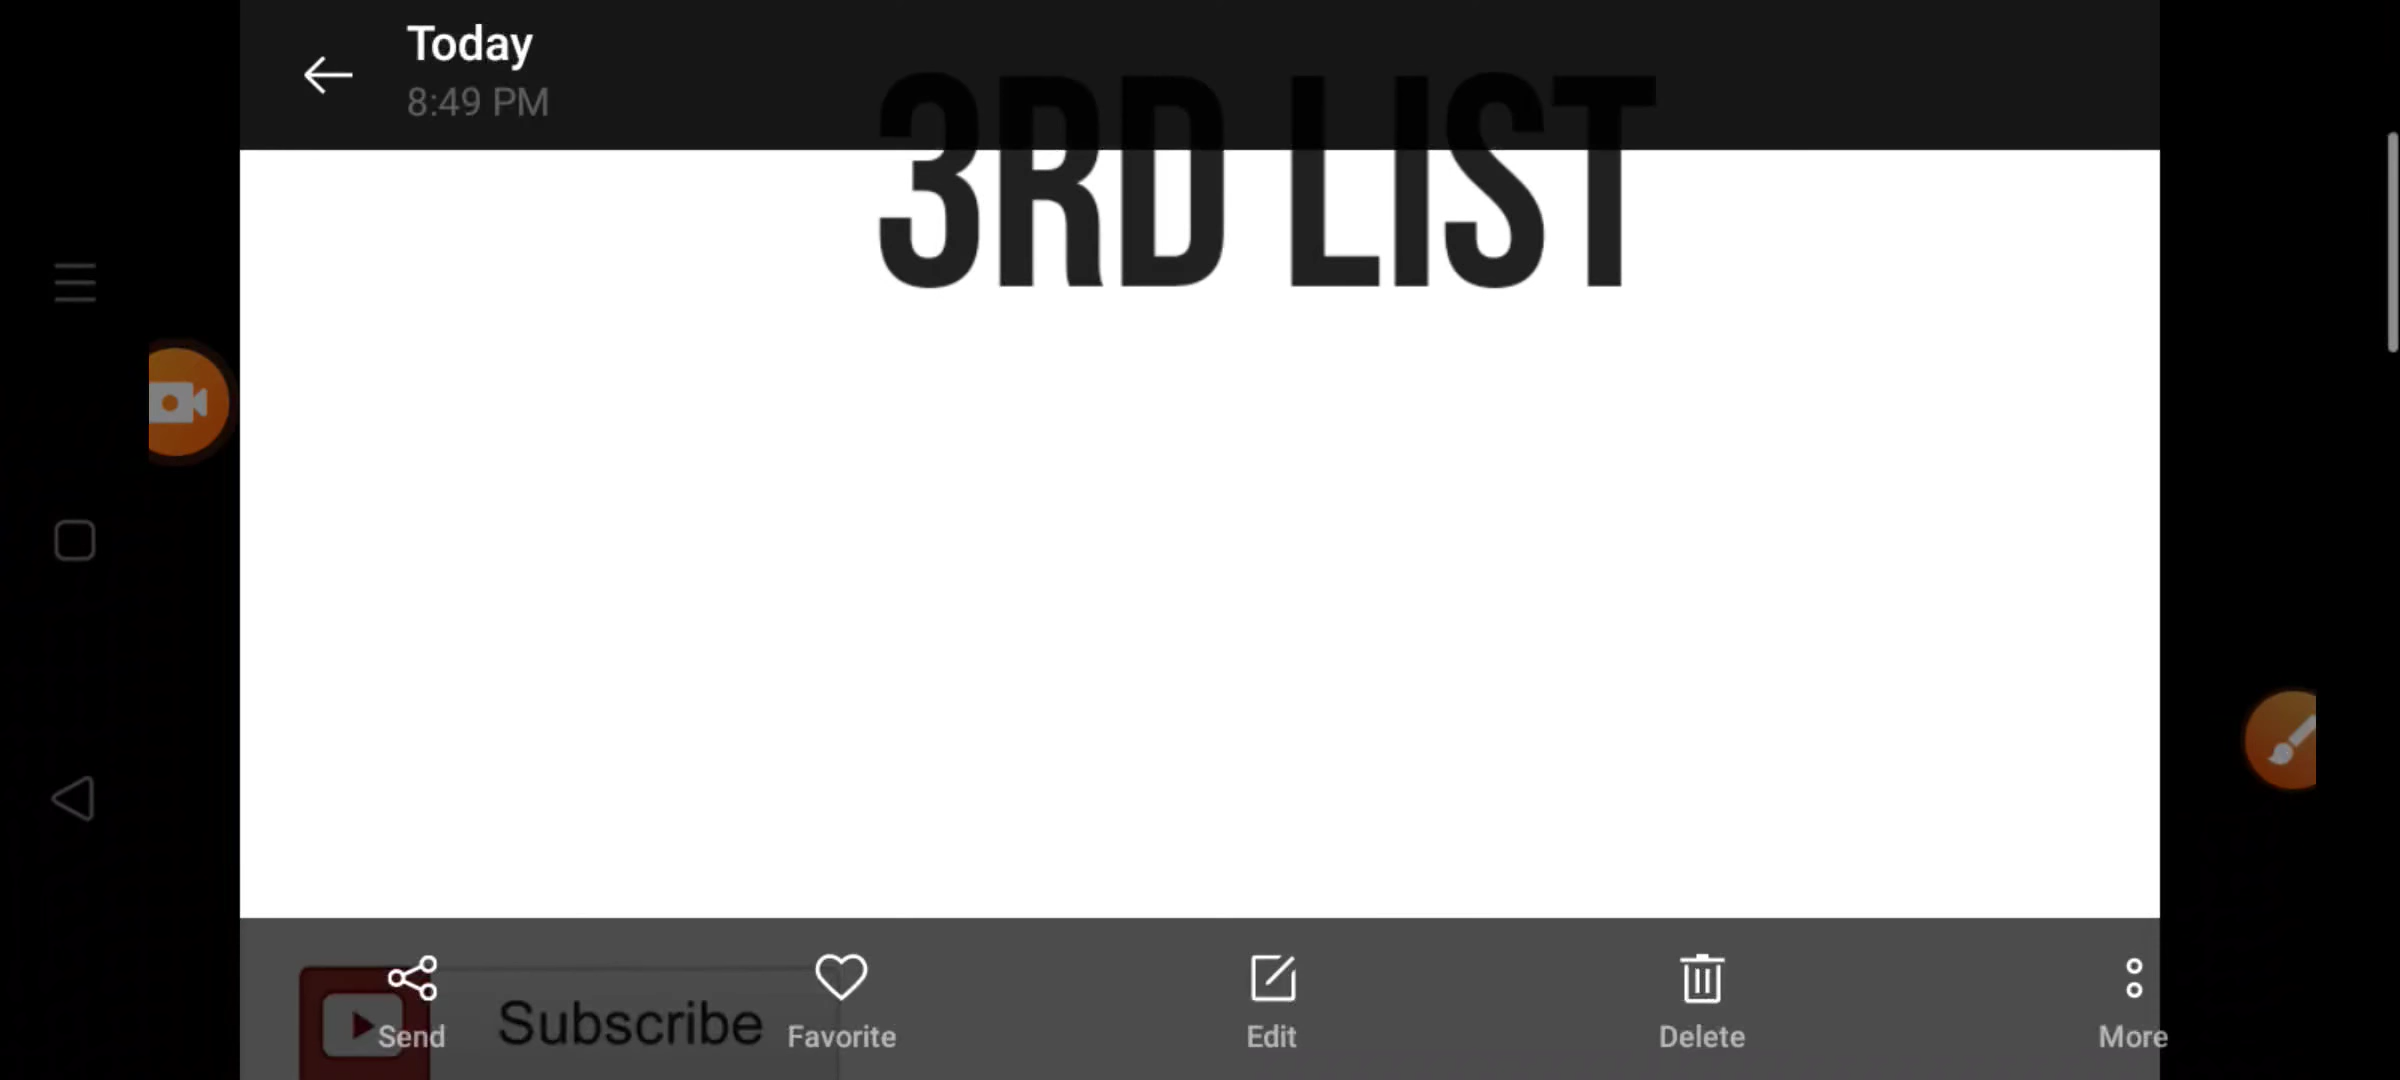 Today
8:49 PM
3RD LIST
Subscribe
Send
Favorite
Edit
Delete
More